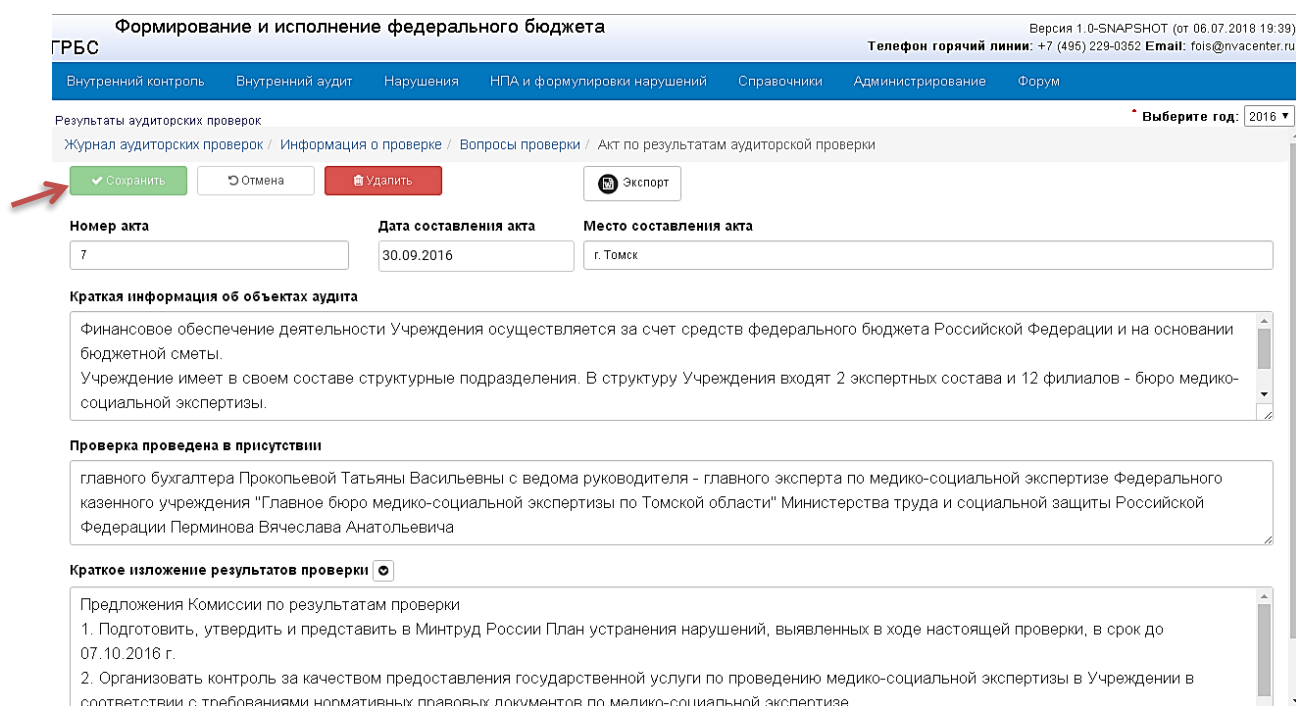 Формирование и исполнение федерального бюджета
ГРБС
Версия 1.0-SNAPSHOT (от 06.07.2018 19:39)
Телефон горячий линии: +7 (495) 229-0352 Email: fois@nvacenter.ru
Внутренний контроль Внутренний аудит Нарушения НПА и формулировки нарушений Справочники Администрирование Форум
Результаты аудиторских проверок
* Выберите год: 2016
Журнал аудиторских проверок / Информация о проверке / Вопросы проверки / Акт по результатам аудиторской проверки
Сохранить Отмена Удалить Экспорт
Номер акта Дата составления акта Место составления акта
7 30.09.2016 г. Томск
Краткая информация об объектах аудита
Финансовое обеспечение деятельности Учреждения осуществляется за счет средств федерального бюджета Российской Федерации и на основании
бюджетной сметы.
Учреждение имеет в своем составе структурные подразделения. В структуру Учреждения входят 2 экспертных состава и 12 филиалов - бюро медико-
социальной экспертизы.
Проверка проведена в присутствии
главного бухгалтера Прокопьевой Татьяны Васильевны с ведома руководителя - главного эксперта по медико-социальной экспертизе Федерального
казенного учреждения "Главное бюро медико-социальной экспертизы по Томской области" Министерства труда и социальной защиты Российской
Федерации Перминова Вячеслава Анатольевича
Краткое изложение результатов проверки
Предложения Комиссии по результатам проверки
1. Подготовить, утвердить и представить в Минтруд России План устранения нарушений, выявленных в ходе настоящей проверки, в срок до
07.10.2016 г.
2. Организовать контроль за качеством предоставления государственной услуги по проведению медико-социальной экспертизы в Учреждении в
соответствии с требованиями нормативных правовых документов по медико-социальной экспертизе.